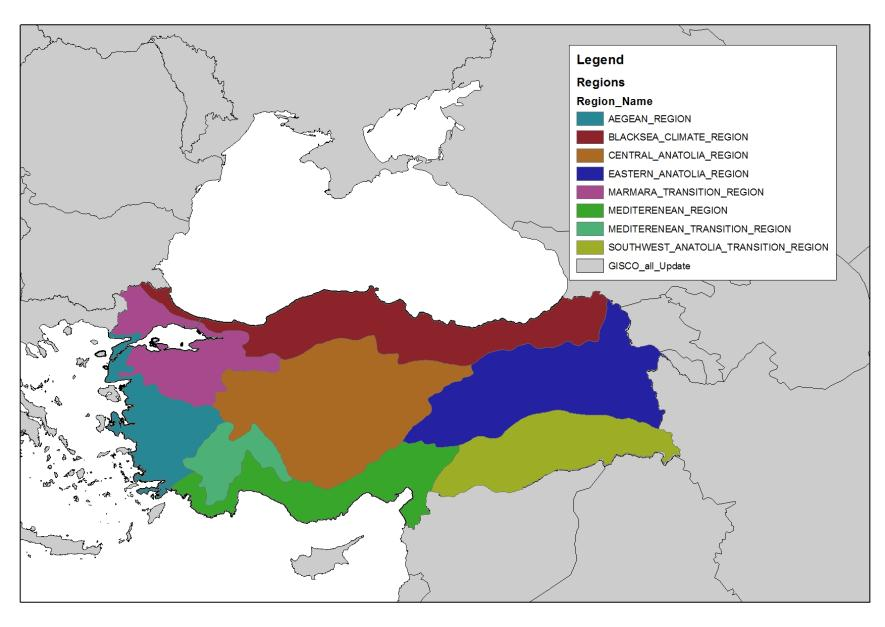 Legend
Regions
Region_Name
AEGEAN_REGION
BLACKSEA_CLIMATE_REGION
CENTRAL_ANATOLIA_REGION
EASTERN_ANATOLIA_REGION
MARMARA_TRANSITION_REGION
MEDITERENEAN_REGION
MEDITERENEAN_TRANSITION_REGION
SOUTHWEST_ANATOLIA_TRANSITION_REGION
GISCO_all_Update